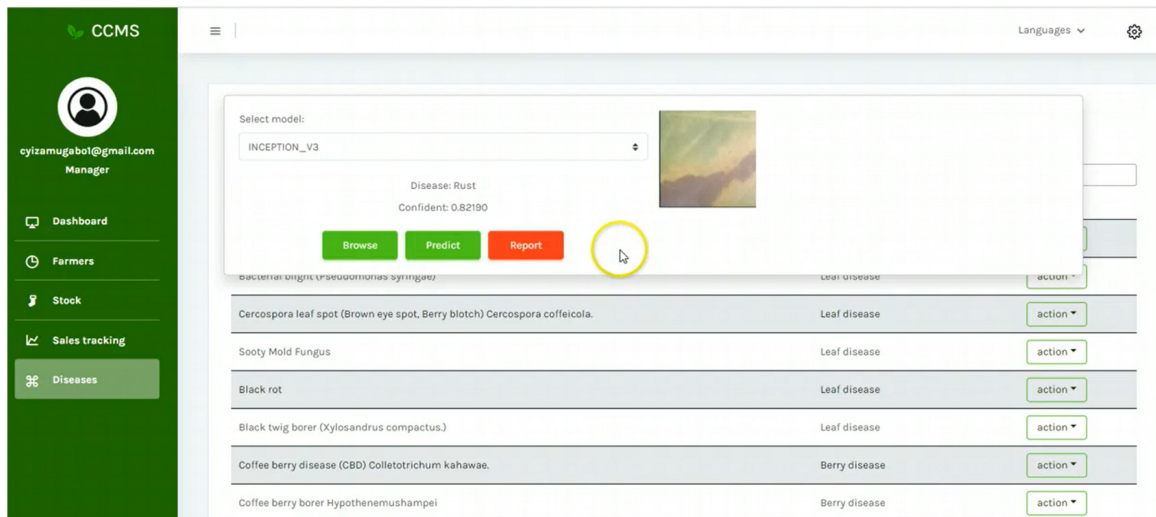 CCMS
Languages
cyizamugabo1@gmail.com
Manager
Dashboard
Farmers
Stock
Sales tracking
Diseases
Select model:
INCEPTION_V3
Disease: Rust
Confident: 0.82190
Browse Predict Report
Bacterial blight (Pseudomonas syringae) Leaf disease action
Cercospora leaf spot (Brown eye spot, Berry blotch) Cercospora coffeicola. Leaf disease action
Sooty Mold Fungus Leaf disease action
Black rot Leaf disease action
Black twig borer (Xylosandrus compactus.) Leaf disease action
Coffee berry disease (CBD) Colletotrichum kahawae. Berry disease action
Coffee berry borer Hypothenemushampei Berry disease action